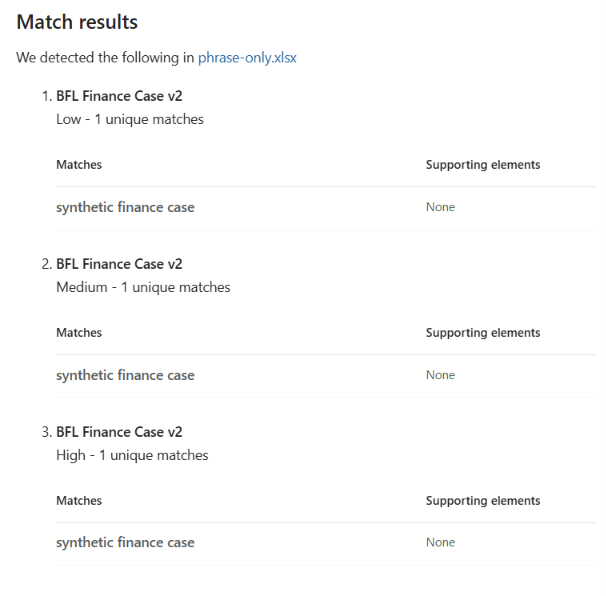 Match results
We detected the following in phrase-only.xlsx
1. BFL Finance Case v2
Low - 1 unique matches
Matches Supporting elements
synthetic finance case None
2. BFL Finance Case v2
Medium - 1 unique matches
Matches Supporting elements
synthetic finance case None
3. BFL Finance Case v2
High - 1 unique matches
Matches Supporting elements
synthetic finance case None